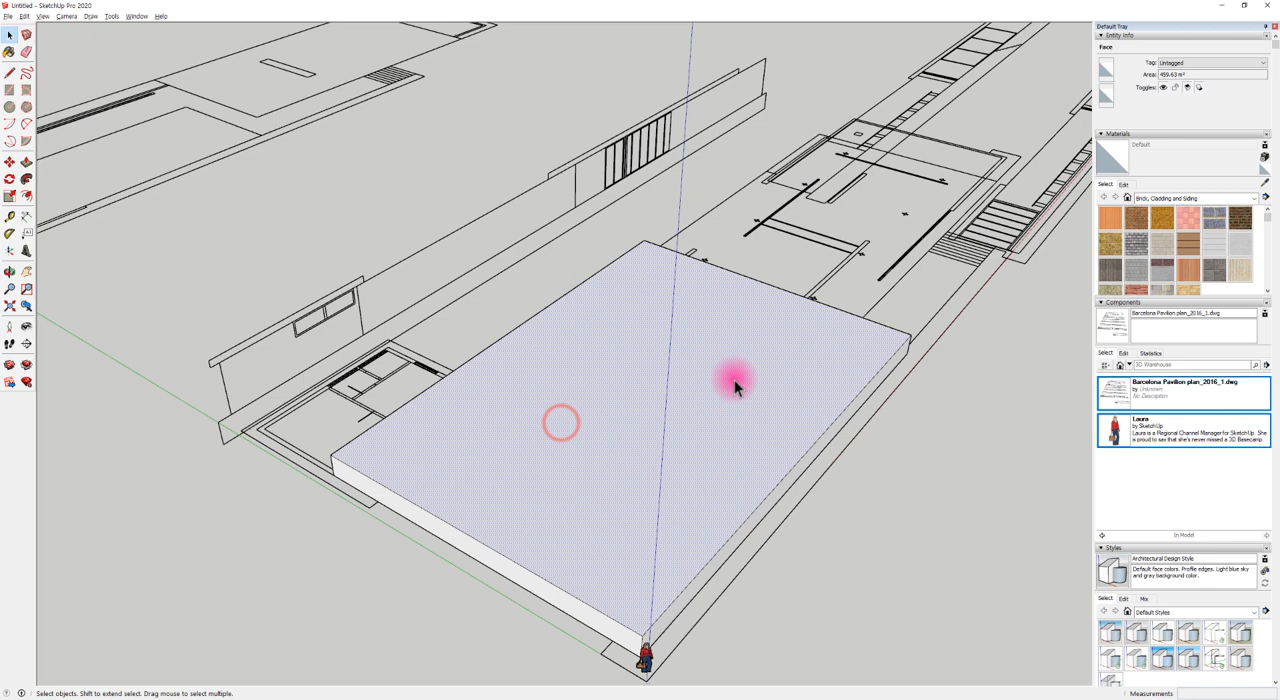 Untitled - SketchUp Pro 2020
File Edit View Camera Draw Tools Window Help
Default Tray
Entity Info
Face
Tag: Untagged
Area: 459.63 m²
Toggles:
Materials
Default
Select Edit
Brick, Cladding and Siding
Components
Barcelona Pavilion plan_2016_1.dwg
Select Edit Statistics
3D Warehouse
Barcelona Pavilion plan_2016_1.dwg
by Unknown
No Description
Laura
by SketchUp
Laura is a Regional Channel Manager for SketchUp. She
is proud to say that she's never missed a 3D Basecamp.
In Model
Styles
Architectural Design Style
Default face colors. Profile edges. Light blue sky
and gray background color.
Select Edit Mix
Default Styles
Select objects. Shift to extend select. Drag mouse to select multiple.
Measurements